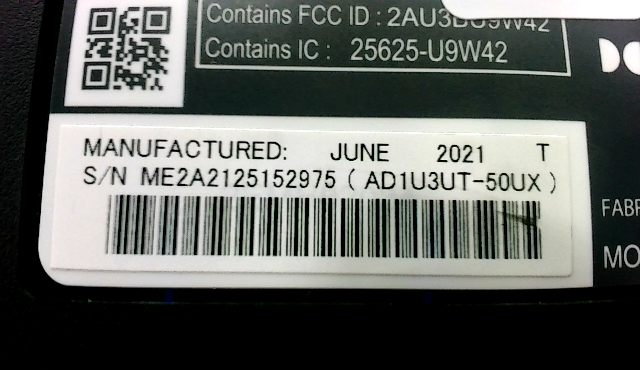 Contains FCC ID : 2AU3BU9W42
Contains IC : 25625-U9W42
MANUFACTURED: JUNE 2021 T
S/N ME2A2125152975 ( AD1U3UT-50UX )